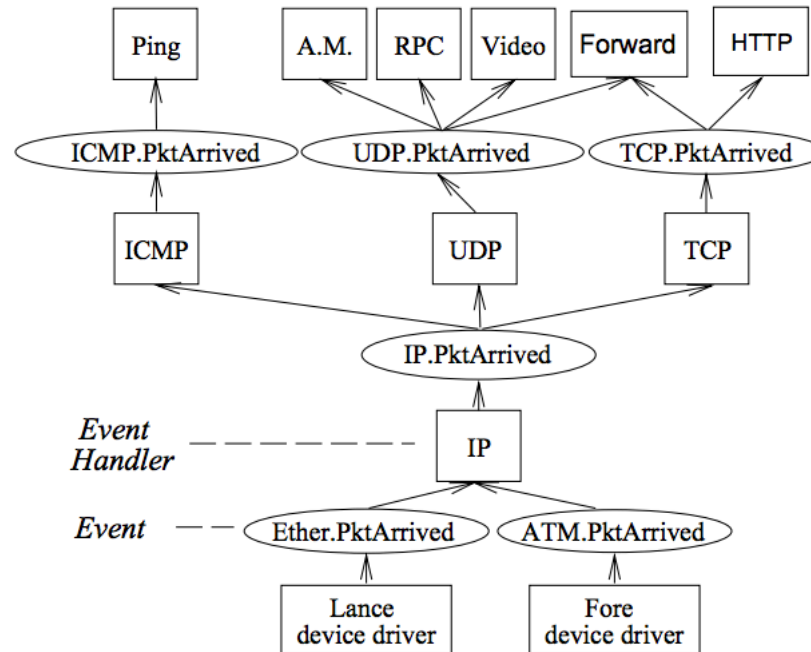 Ping
A.M.
RPC
Video
Forward
HTTP
ICMP.PktArrived
UDP.PktArrived
TCP.PktArrived
ICMP
UDP
TCP
IP.PktArrived
Event
Handler
IP
Event
Ether.PktArrived
ATM.PktArrived
Lance
device driver
Fore
device driver